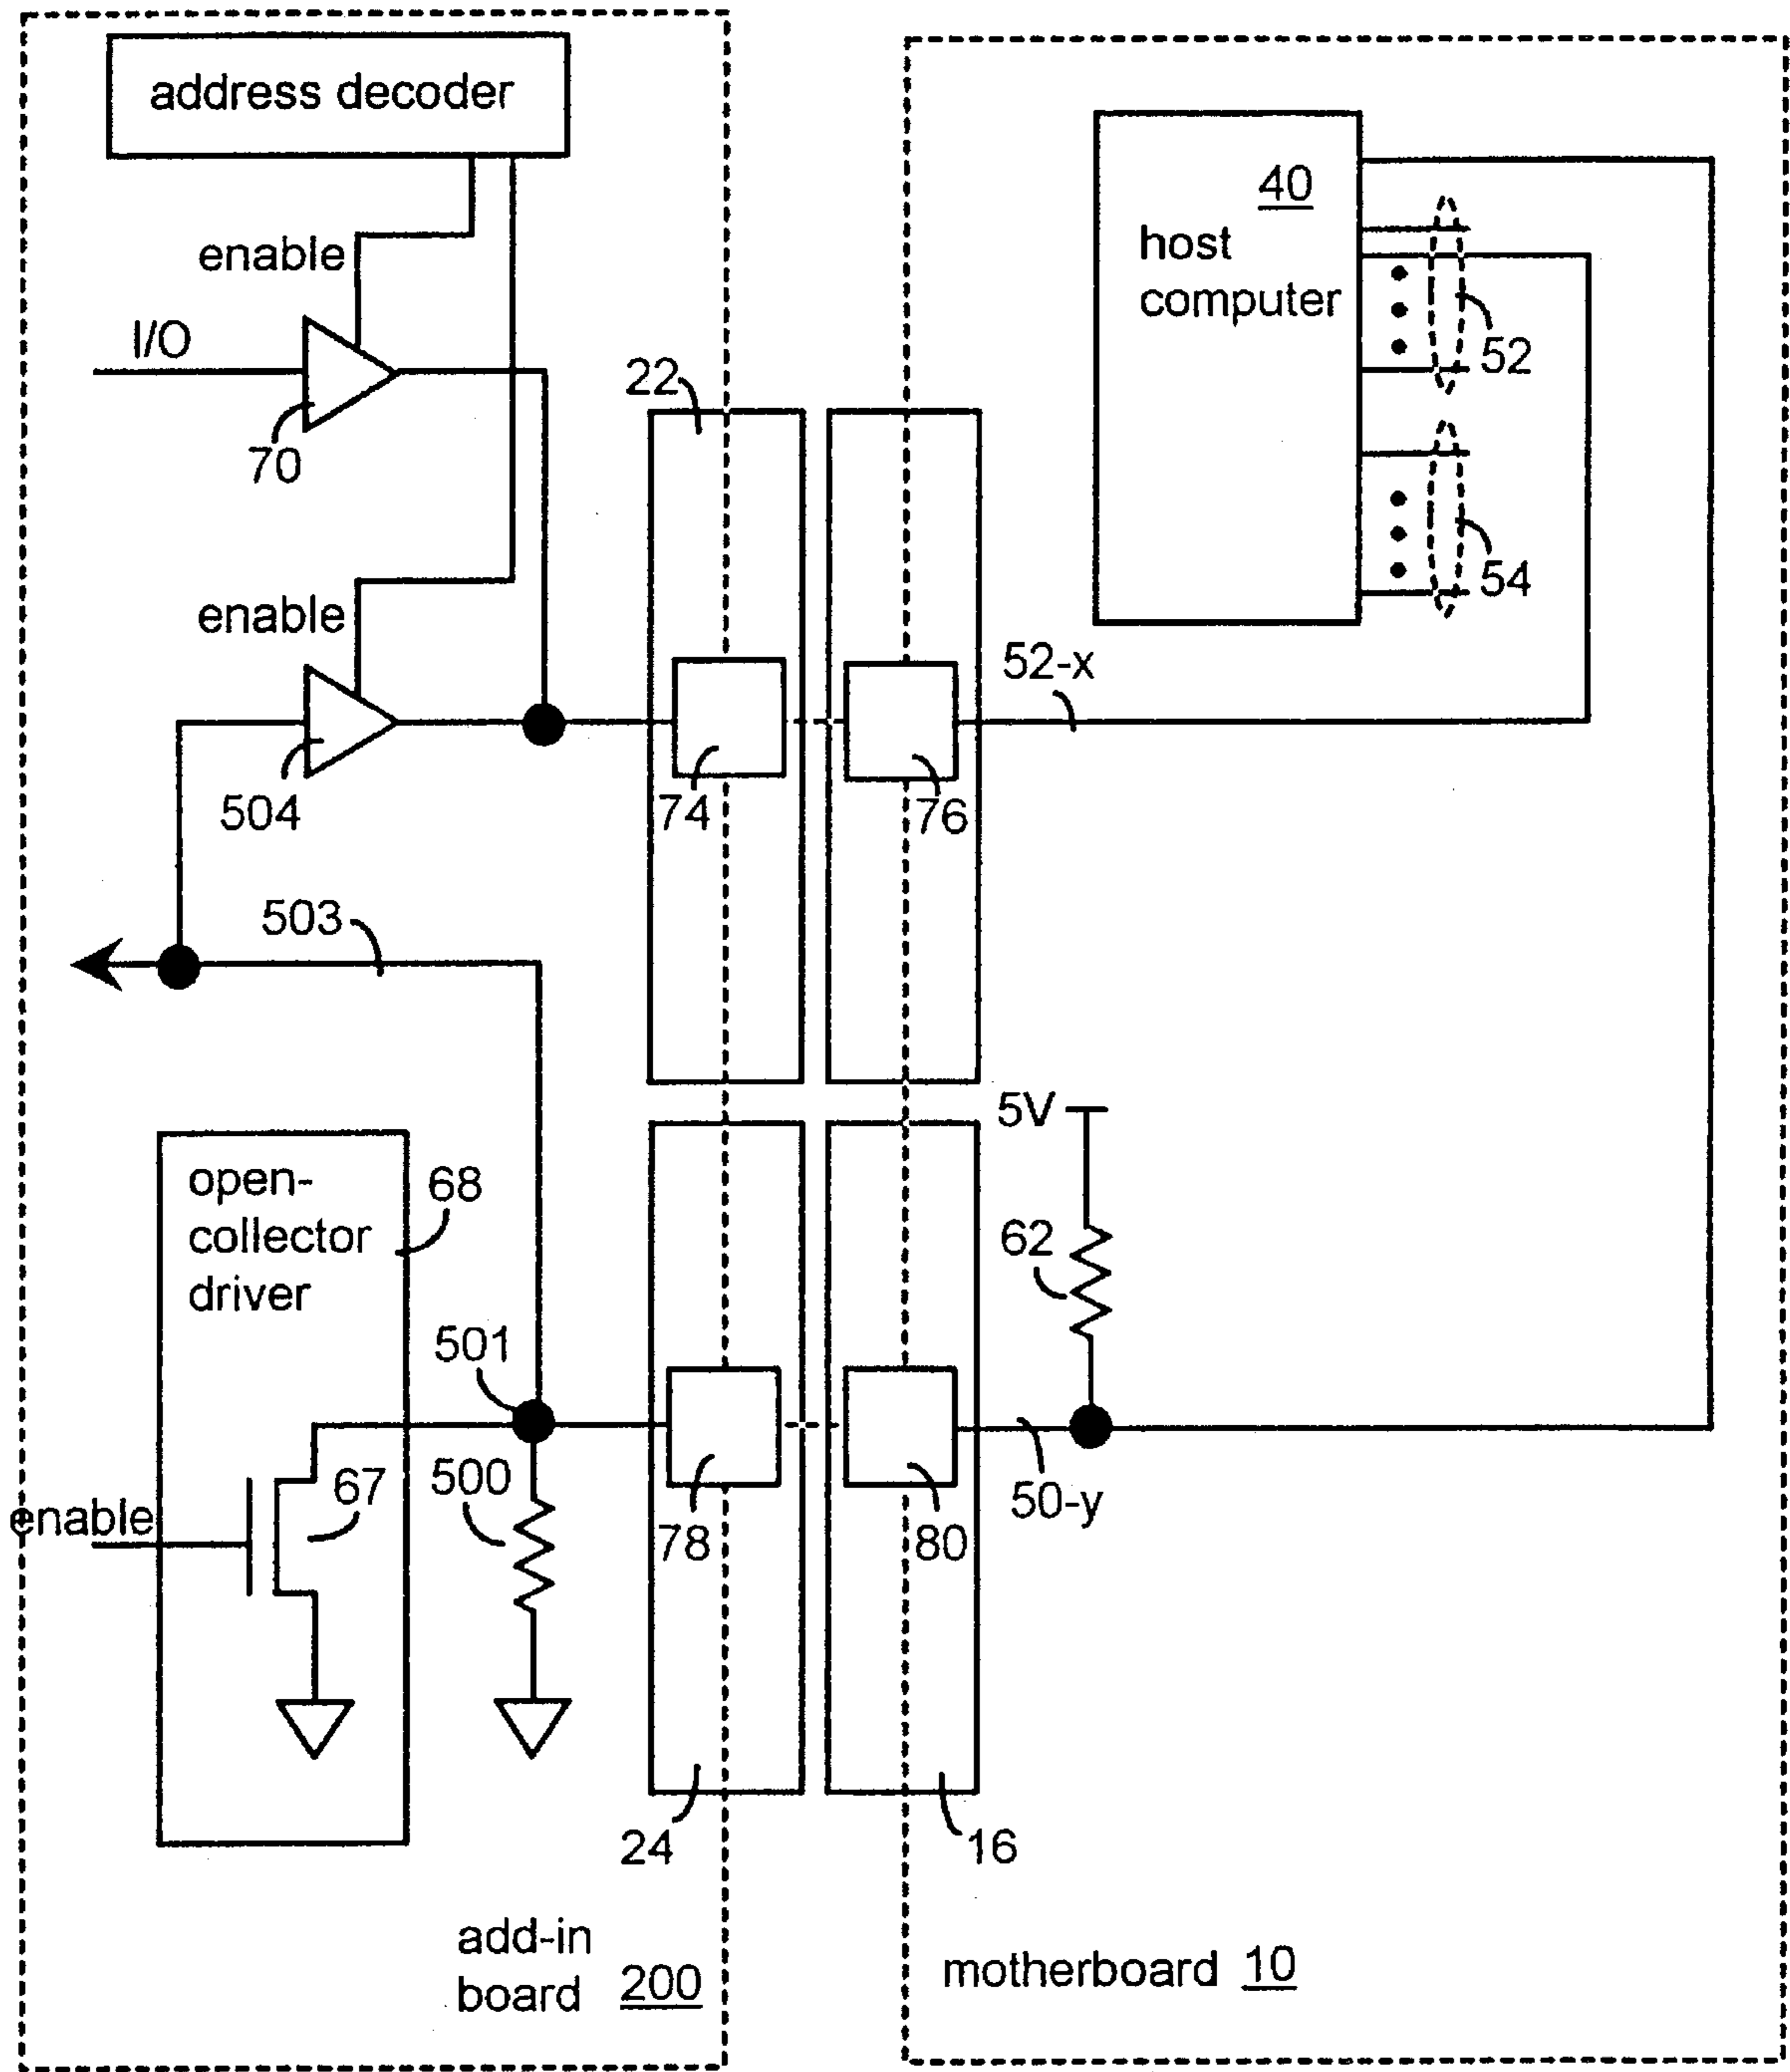 address decoder
enable
I/O
70
enable
504
503
22
74
76
52-x
40
host
computer
52
54
open-
collector
driver
68
67
enable
501
500
78
80
24
16
5V
62
50-y
add-in
board 200
motherboard 10